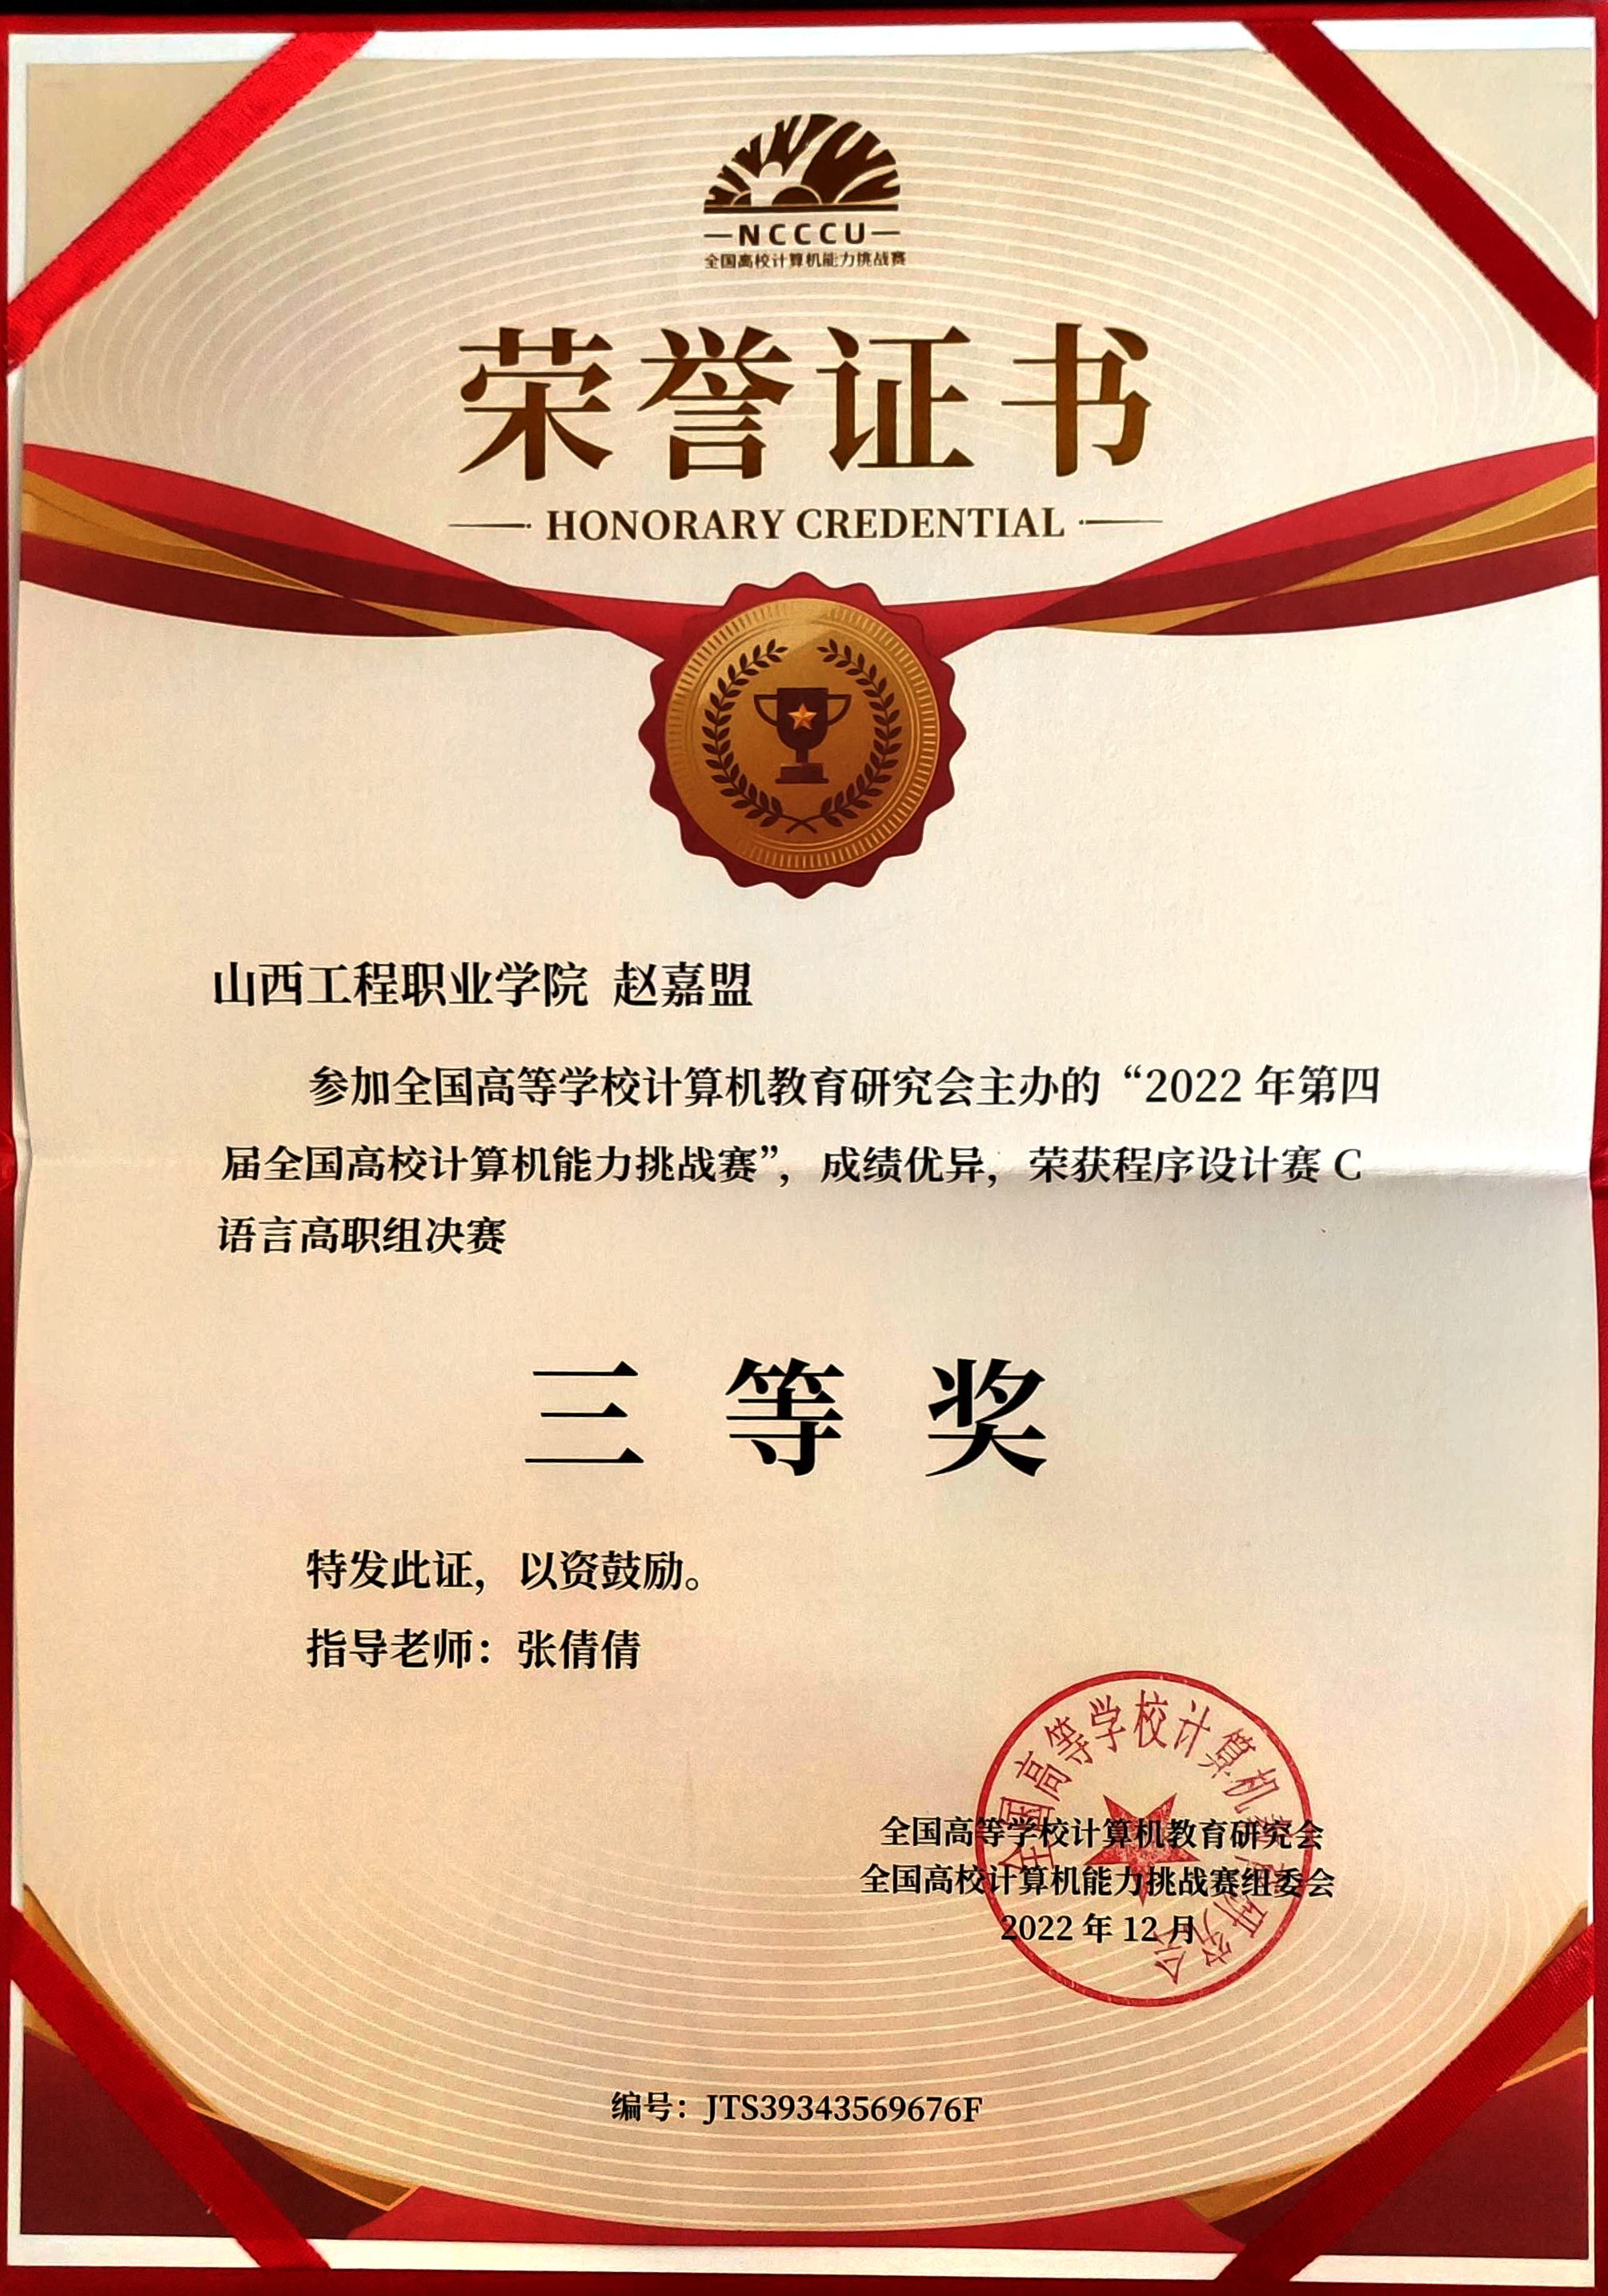 NCCCU
全国高校计算机能力挑战赛
荣誉证书
HONORARY CREDENTIAL
山西工程职业学院 赵嘉盟
参加全国高等学校计算机教育研究会主办的“2022 年第四
届全国高校计算机能力挑战赛”，成绩优异，荣获程序设计赛 C
语言高职组决赛
三等奖
特发此证，以资鼓励。
指导老师：张倩倩
全国高等学校计算机教育研究会
全国高等学校计算机教育研究会
全国高校计算机能力挑战赛组委会
2022 年 12 月
编号：JTS39343569676F